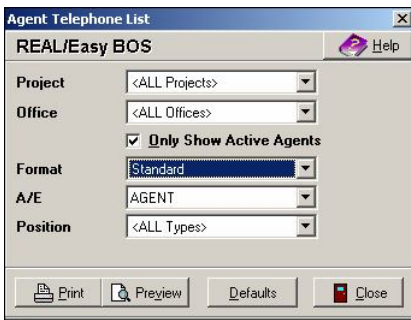 Agent Telephone List
REAL/Easy BOS Help
Project <ALL Projects>
Office <ALL Offices>
Only Show Active Agents
Format Standard
A/E AGENT
Position <ALL Types>
Print Preview Defaults Close